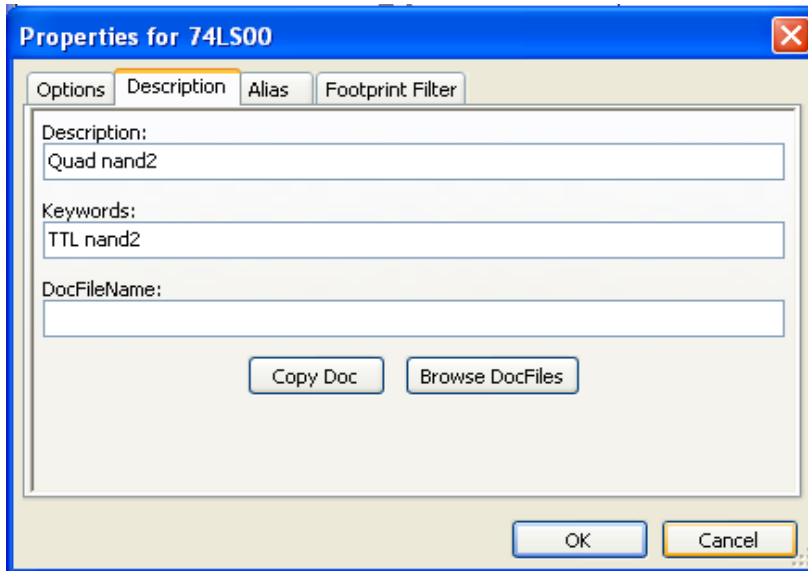 Properties for 74LS00
Options Description Alias Footprint Filter
Description:
Quad nand2
Keywords:
TTL nand2
DocFileName:
Copy Doc Browse DocFiles
OK Cancel